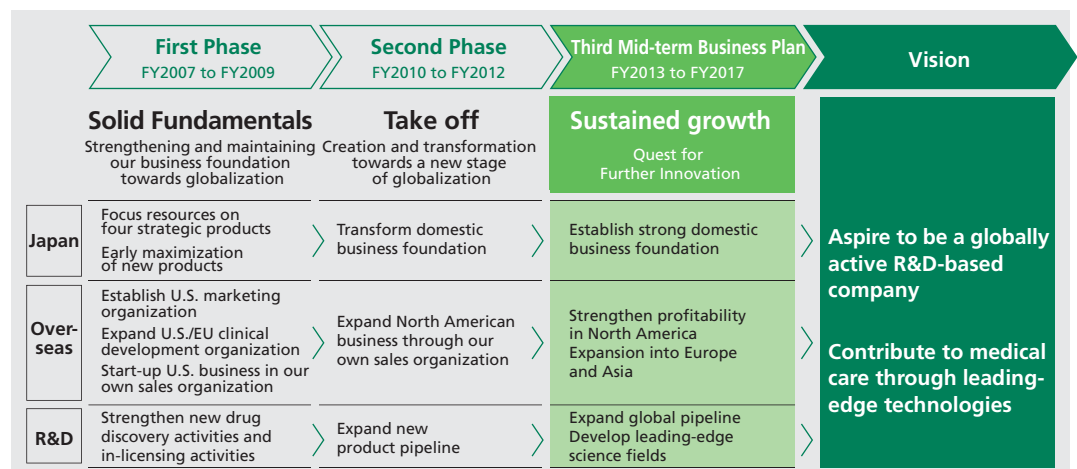 First Phase
FY2007 to FY2009
Second Phase
FY2010 to FY2012
Third Mid-term Business Plan
FY2013 to FY2017
Vision
Solid Fundamentals
Strengthening and maintaining
our business foundation
towards globalization
Take off
Creation and transformation
towards a new stage
of globalization
Sustained growth
Quest for
Further Innovation
Japan
Focus resources on
four strategic products
Early maximization
of new products
Transform domestic
business foundation
Establish strong domestic
business foundation
Over-
seas
Establish U.S. marketing
organization
Expand U.S./EU clinical
development organization
Start-up U.S. business in our
own sales organization
Expand North American
business through our
own sales organization
Strengthen profitability
in North America
Expansion into Europe
and Asia
R&D
Strengthen new drug
discovery activities and
in-licensing activities
Expand new
product pipeline
Expand global pipeline
Develop leading-edge
science fields
Aspire to be a globally
active R&D-based
company
Contribute to medical
care through leading-
edge technologies